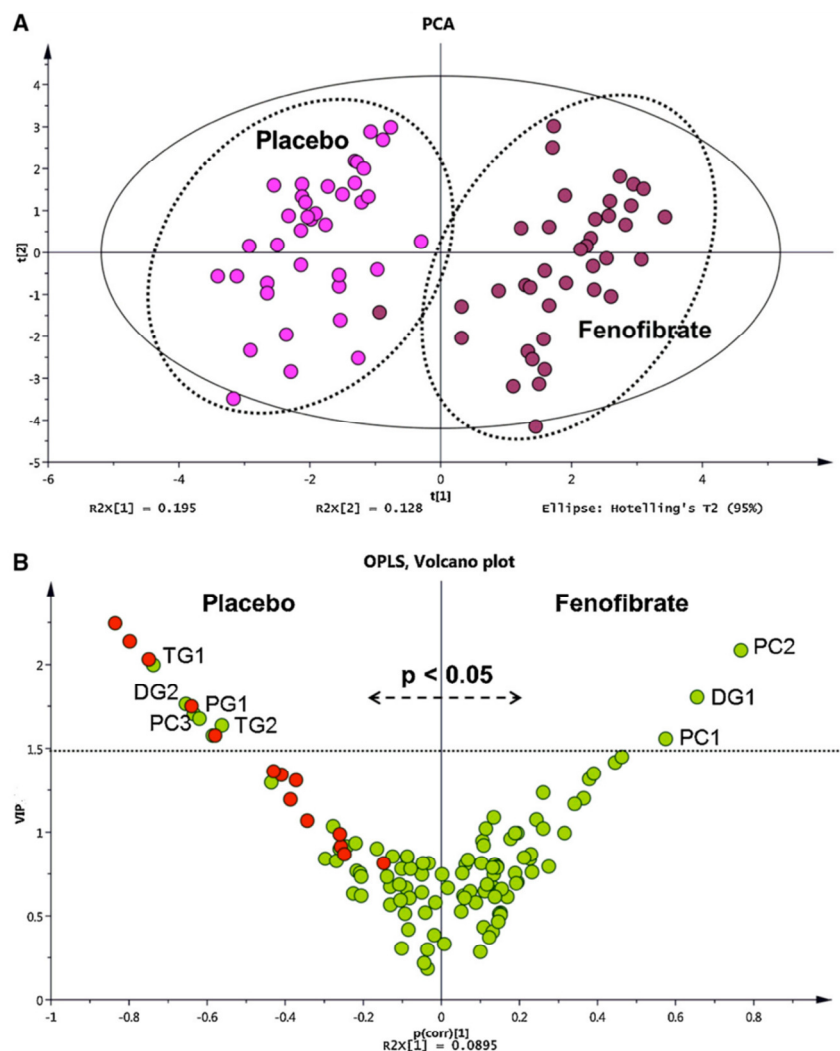 A
PCA
4
3
2
1
0
-1
-2
-3
-4
-5
t[2]
Placebo
Fenofibrate
-6 -4 -2 0 2 4 6
t[1]
R2X[1] = 0.195 R2X[2] = 0.128 Ellipse: Hotelling's T2 (95%)
B
OPLS, Volcano plot
Placebo Fenofibrate
2
1.5
1
0.5
0
VIP
TG1
DG2
PG1
PC3
TG2
p < 0.05
PC2
DG1
PC1
-1 -0.8 -0.6 -0.4 -0.2 0 0.2 0.4 0.6 0.8 1
p(corr)[1]
R2X[1] = 0.0895